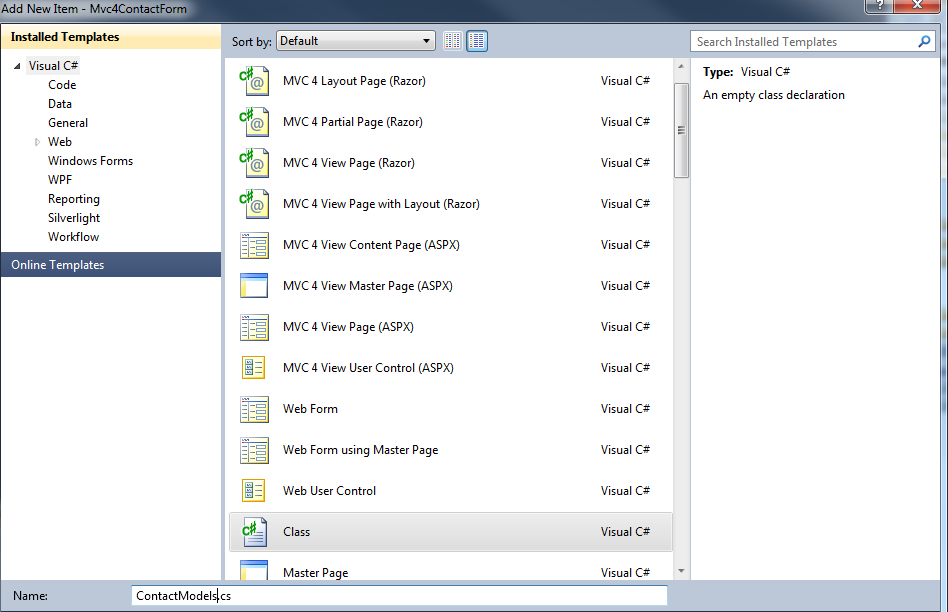 Add New Item - Mvc4ContactForm
? x
Installed Templates
Visual C#
Code
Data
General
Web
Windows Forms
WPF
Reporting
Silverlight
Workflow
Online Templates
Sort by: Default
Search Installed Templates
MVC 4 Layout Page (Razor) Visual C#
MVC 4 Partial Page (Razor) Visual C#
MVC 4 View Page (Razor) Visual C#
MVC 4 View Page with Layout (Razor) Visual C#
MVC 4 View Content Page (ASPX) Visual C#
MVC 4 View Master Page (ASPX) Visual C#
MVC 4 View Page (ASPX) Visual C#
MVC 4 View User Control (ASPX) Visual C#
Web Form Visual C#
Web Form using Master Page Visual C#
Web User Control Visual C#
Class Visual C#
Master Page Visual C#
Type: Visual C#
An empty class declaration
Name: ContactModels.cs